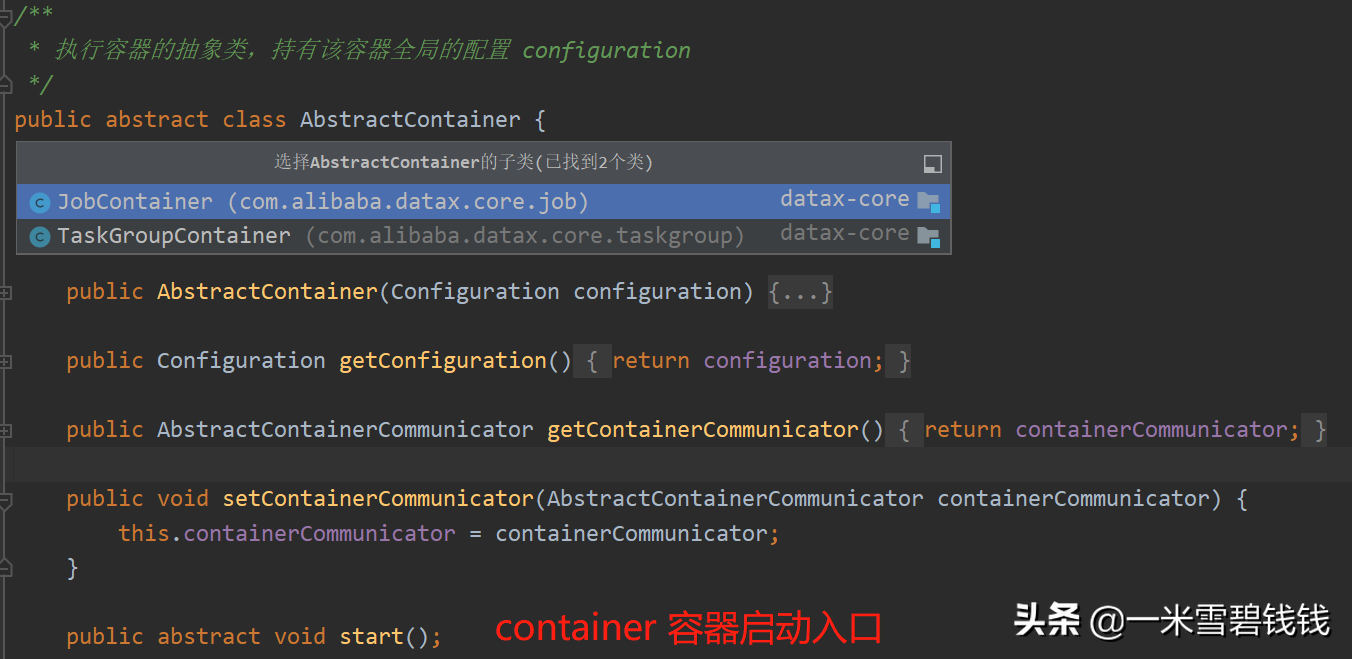 /**
* 执行容器的抽象类，持有该容器全局的配置 configuration
*/
public abstract class AbstractContainer {
选择AbstractContainer的子类(已找到2个类)
JobContainer (com.alibaba.datax.core.job) datax-core
TaskGroupContainer (com.alibaba.datax.core.taskgroup) datax-core
public AbstractContainer(Configuration configuration) {...}
public Configuration getConfiguration() { return configuration; }
public AbstractContainerCommunicator getContainerCommunicator() { return containerCommunicator; }
public void setContainerCommunicator(AbstractContainerCommunicator containerCommunicator) {
this.containerCommunicator = containerCommunicator;
}
public abstract void start(); container 容器启动入口
头条 @一米雪碧钱钱